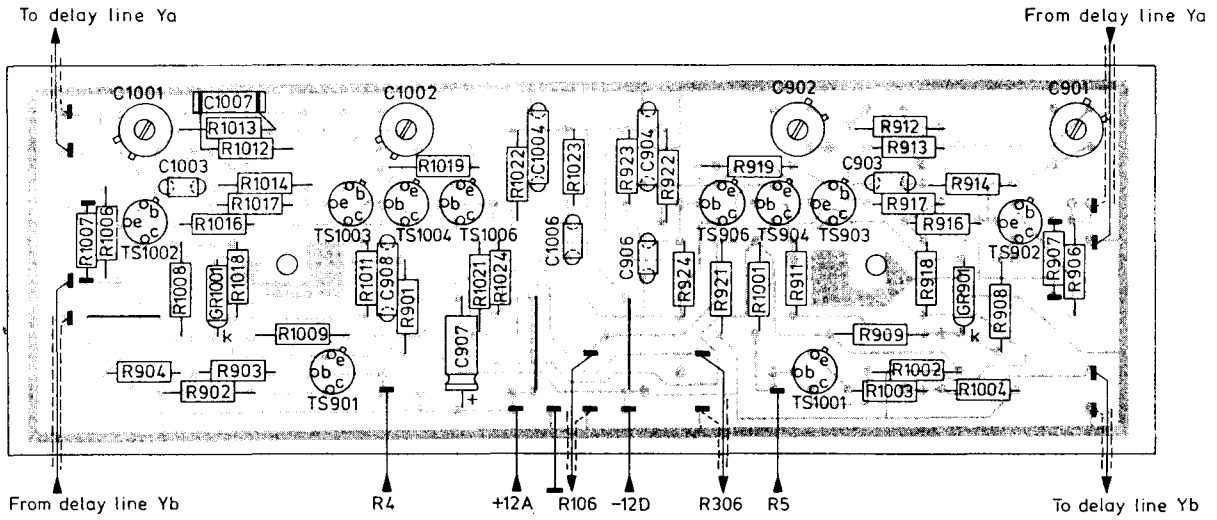 To delay line Ya
From delay line Ya
C1001
C1007
C1002
C902
C901
R1013
R1012
C1003
R1014
R1017
R1016
R1019
R1022
C1004
R1023
R923
C904
R922
R919
R912
R913
C903
R914
R917
R916
R1007
R1006
b
e
c
TS1002
e
b
c
TS1003
e
b
c
TS1004
e
b
c
TS1006
e
b
c
TS906
e
b
c
TS904
e
b
c
TS903
b
e
c
TS902
R907
R906
R1008
GR1001
k
R1018
R1011
C908
R901
R1021
R1024
C1006
C906
R924
R921
R1001
R911
R918
GR901
k
R908
R1009
C907
+
R909
R904
R903
R902
e
b
c
TS901
e
b
c
TS1001
R1002
R1003
R1004
From delay line Yb
R4
+12A
R106
-12D
R306
R5
To delay line Yb